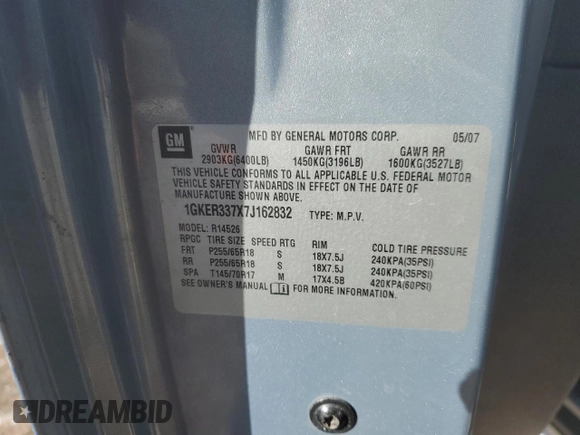 GM
MFD BY GENERAL MOTORS CORP. 05/07
GVWR GAWR FRT GAWR RR
2903KG(6400LB) 1450KG(3196LB) 1600KG(3527LB)
THIS VEHICLE CONFORMS TO ALL APPLICABLE U.S. FEDERAL MOTOR
VEHICLE SAFETY STANDARDS IN EFFECT ON THE DATE OF
MANUFACTURE SHOWN ABOVE.
1GKER337X7J162832 TYPE: M.P.V.
MODEL: R14526
RPGC TIRE SIZE SPEED RTG RIM COLD TIRE PRESSURE
FRT P255/65R18 S 18X7.5J 240KPA(35PSI)
RR P255/65R18 S 18X7.5J 240KPA(35PSI)
SPA T145/70R17 M 17X4.5B 420KPA(60PSI)
SEE OWNER'S MANUAL i FOR MORE INFORMATION.
DREAMBID